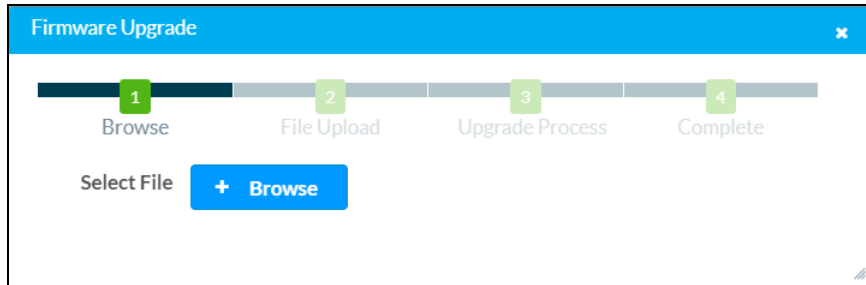 Firmware Upgrade
1 2 3 4
Browse File Upload Upgrade Process Complete
Select File + Browse